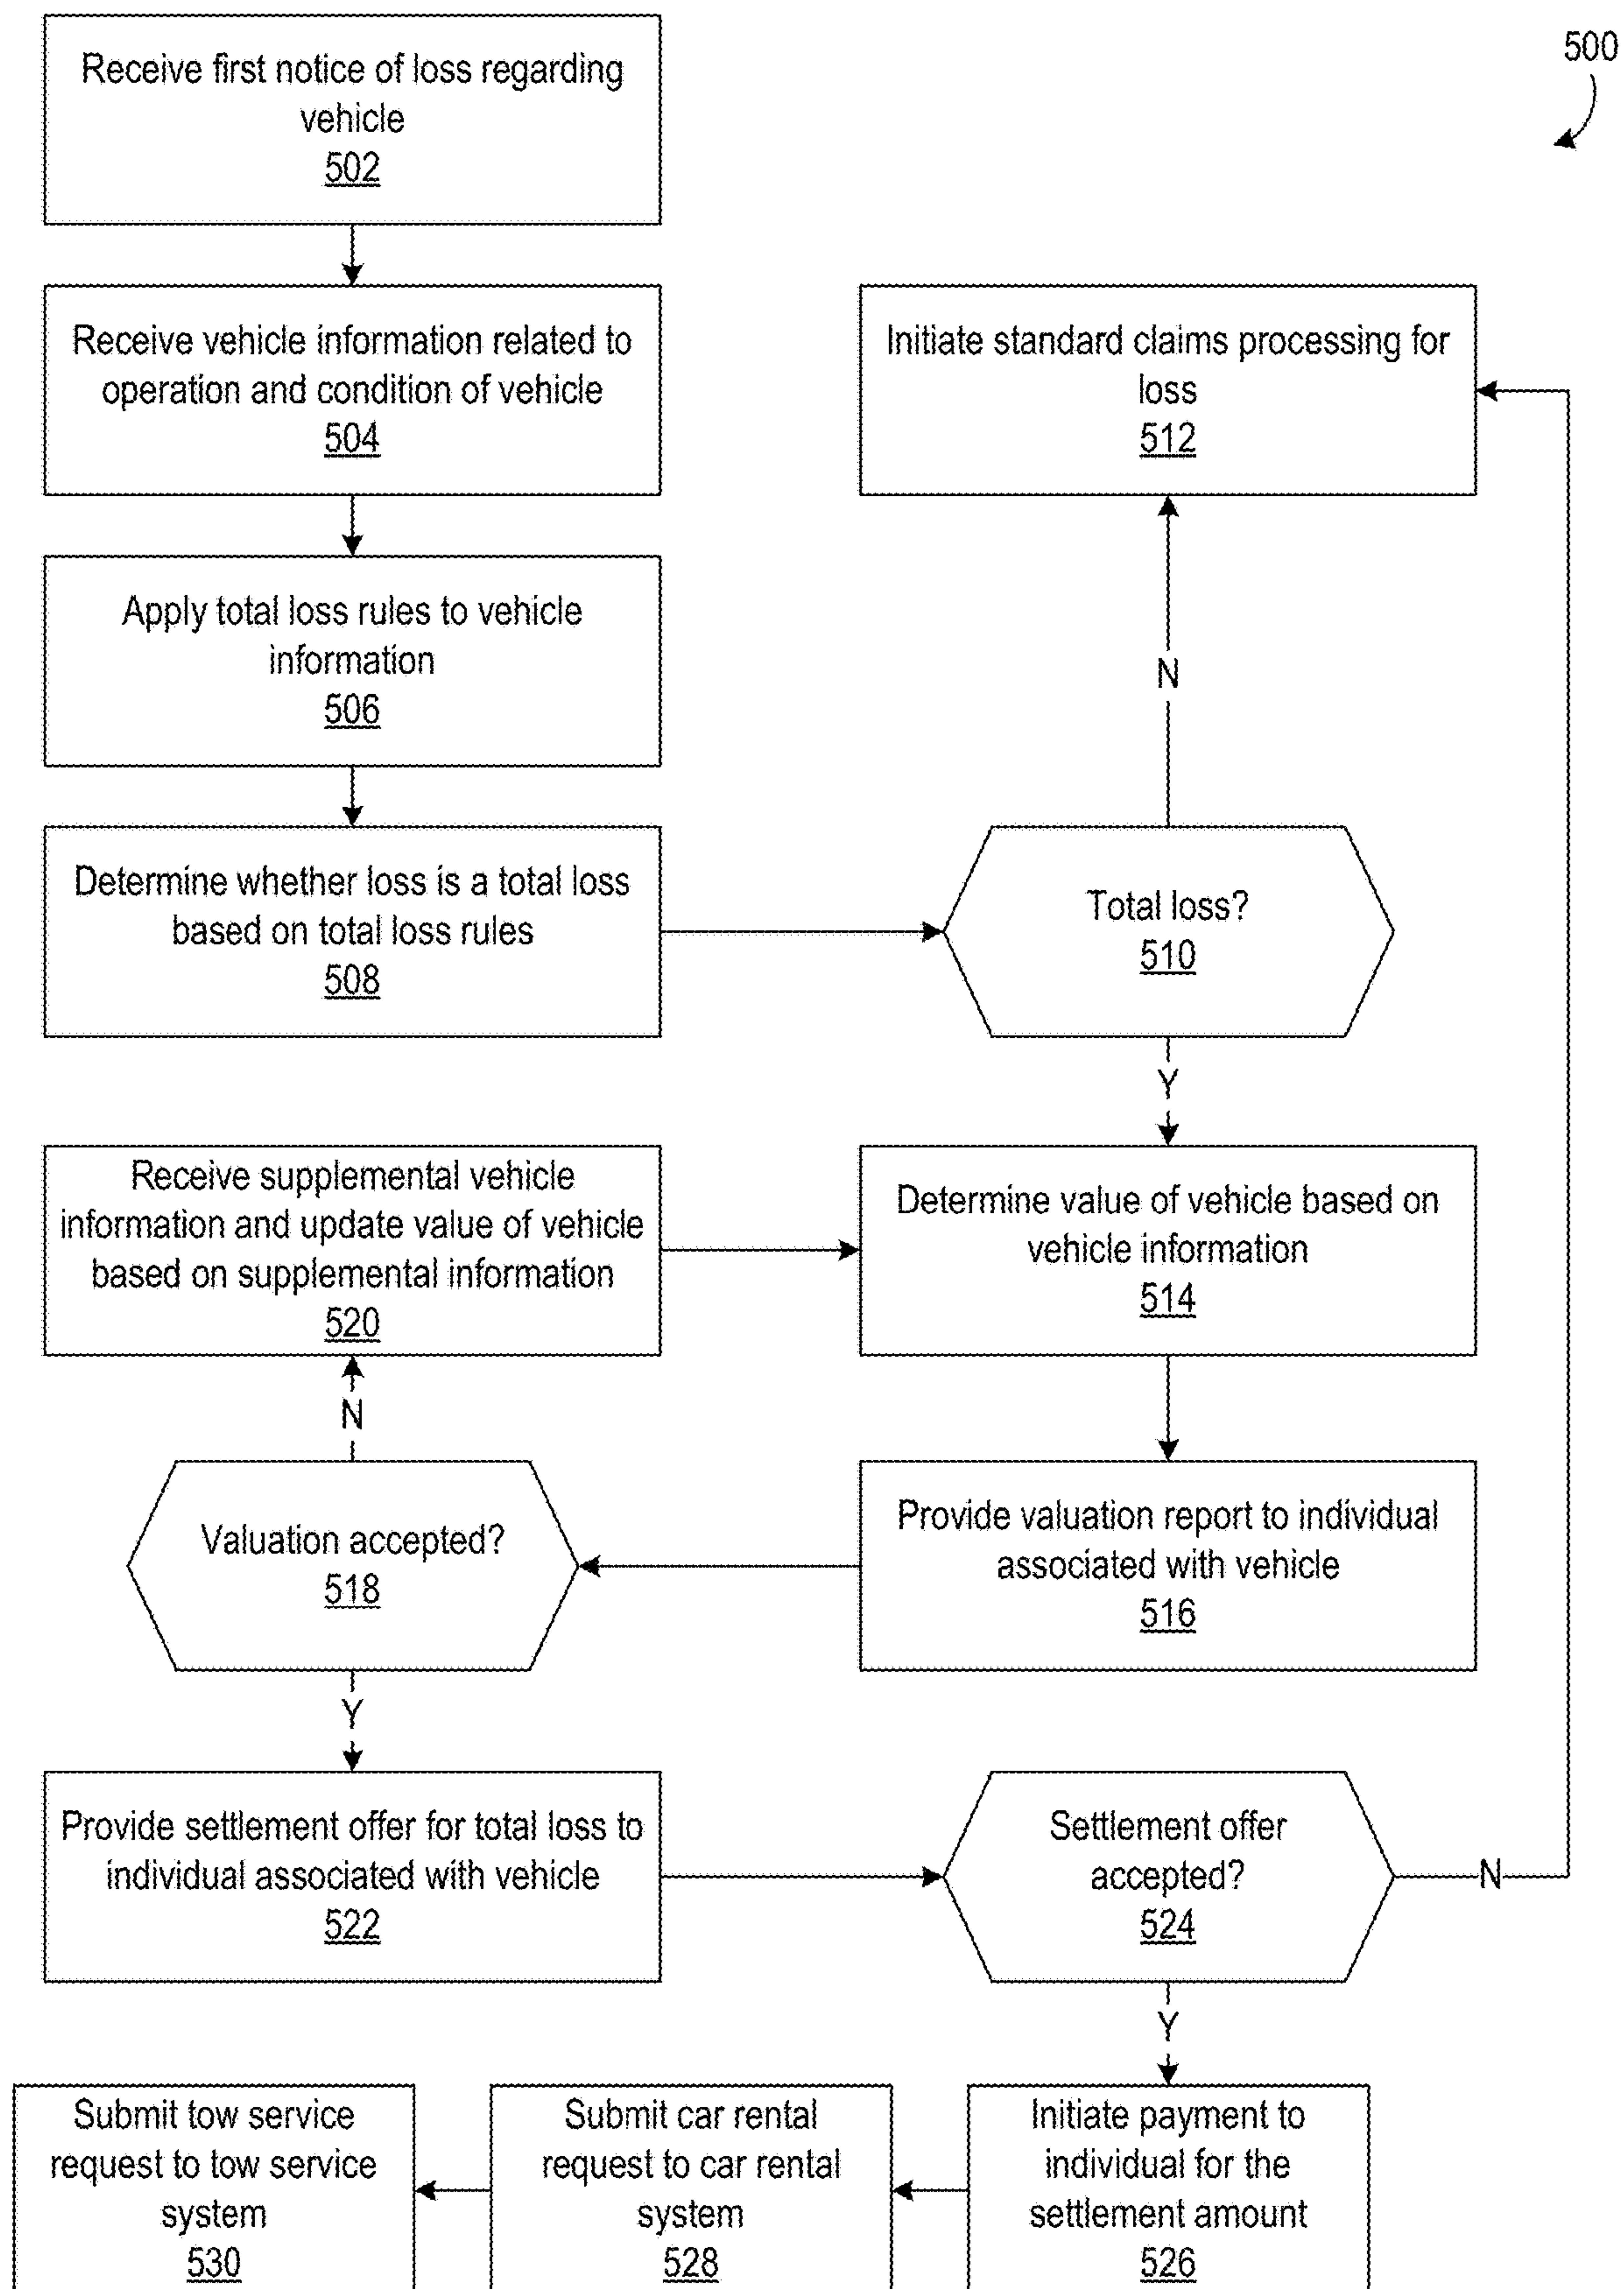 500
Receive first notice of loss regarding
vehicle
502
Receive vehicle information related to
operation and condition of vehicle
504
Initiate standard claims processing for
loss
512
Apply total loss rules to vehicle
information
506
N
Determine whether loss is a total loss
based on total loss rules
508
Total loss?
510
Y
Receive supplemental vehicle
information and update value of vehicle
based on supplemental information
520
Determine value of vehicle based on
vehicle information
514
N
Valuation accepted?
518
Provide valuation report to individual
associated with vehicle
516
Y
Provide settlement offer for total loss to
individual associated with vehicle
522
Settlement offer
accepted?
524
N
Y
Submit tow service
request to tow service
system
530
Submit car rental
request to car rental
system
528
Initiate payment to
individual for the
settlement amount
526